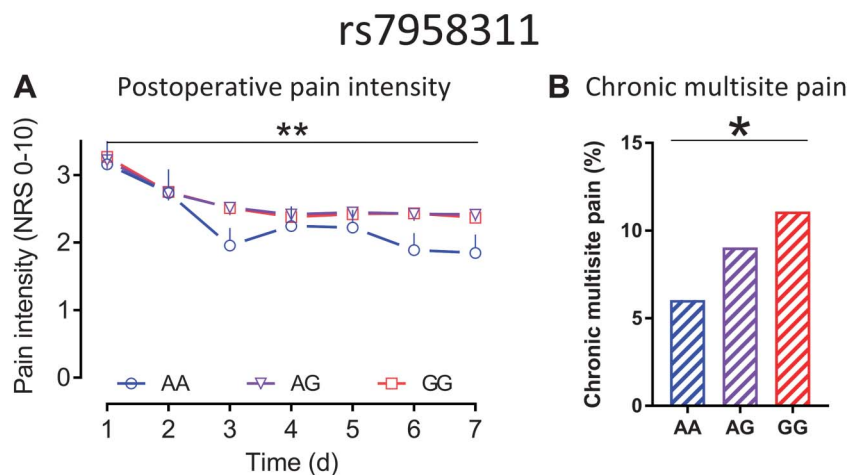 rs7958311
A Postoperative pain intensity
Pain intensity (NRS 0-10)
3
2
1
0
**
AA AG GG
1 2 3 4 5 6 7
Time (d)
B Chronic multisite pain
Chronic multisite pain (%)
15
10
5
0
*
AA AG GG